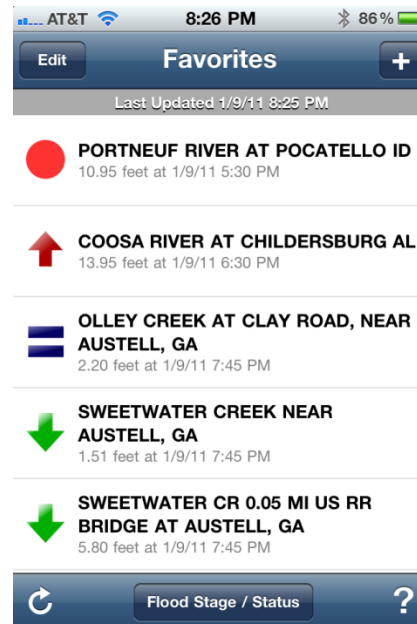 AT&T 8:26 PM 86%
Edit Favorites +
Last Updated 1/9/11 8:25 PM
PORTNEUF RIVER AT POCATELLO ID
10.95 feet at 1/9/11 5:30 PM
COOSA RIVER AT CHILDERSBURG AL
13.95 feet at 1/9/11 6:30 PM
OLLEY CREEK AT CLAY ROAD, NEAR
AUSTELL, GA
2.20 feet at 1/9/11 7:45 PM
SWEETWATER CREEK NEAR
AUSTELL, GA
1.51 feet at 1/9/11 7:45 PM
SWEETWATER CR 0.05 MI US RR
BRIDGE AT AUSTELL, GA
5.80 feet at 1/9/11 7:45 PM
Flood Stage / Status ?